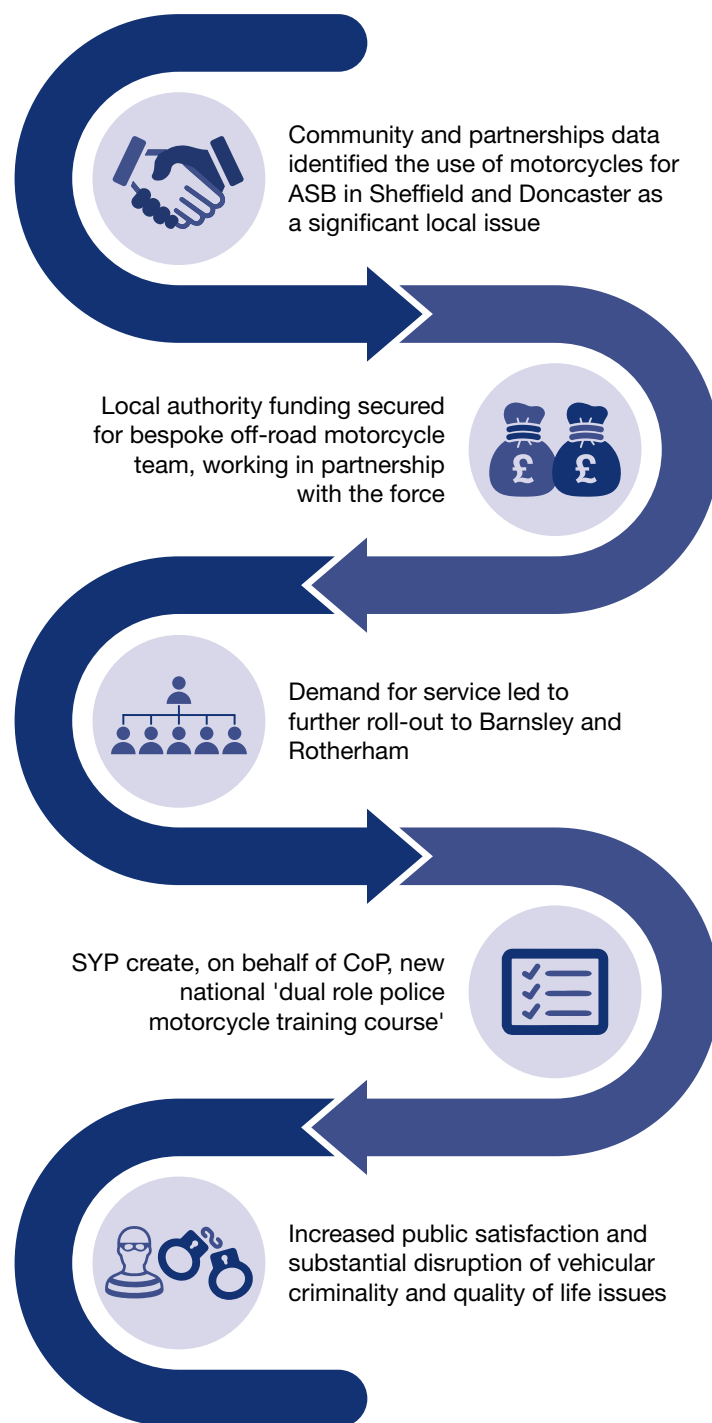 Community and partnerships data
identified the use of motorcycles for
ASB in Sheffield and Doncaster as
a significant local issue
Local authority funding secured
for bespoke off-road motorcycle
team, working in partnership
with the force
£ £
Demand for service led to
further roll-out to Barnsley and
Rotherham
SYP create, on behalf of CoP, new
national 'dual role police
motorcycle training course'
Increased public satisfaction and
substantial disruption of vehicular
criminality and quality of life issues